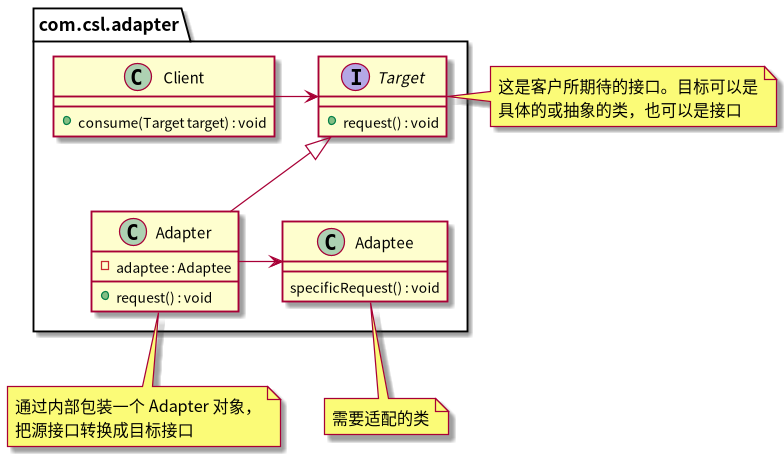 com.csl.adapter
C Client
consume(Target target) : void
I Target
request() : void
这是客户所期待的接口。目标可以是
具体的或抽象的类，也可以是接口
C Adapter
adaptee : Adaptee
request() : void
C Adaptee
specificRequest() : void
通过内部包装一个 Adapter 对象，
把源接口转换成目标接口
需要适配的类